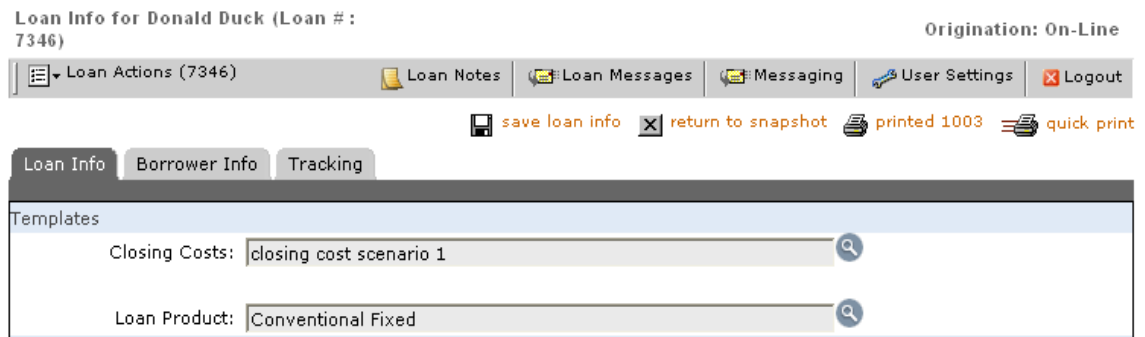 Loan Info for Donald Duck (Loan # :
7346)
Origination: On-Line
Loan Actions (7346) Loan Notes Loan Messages Messaging User Settings Logout
save loan info return to snapshot printed 1003 quick print
Loan Info Borrower Info Tracking
Templates
Closing Costs: closing cost scenario 1
Loan Product: Conventional Fixed